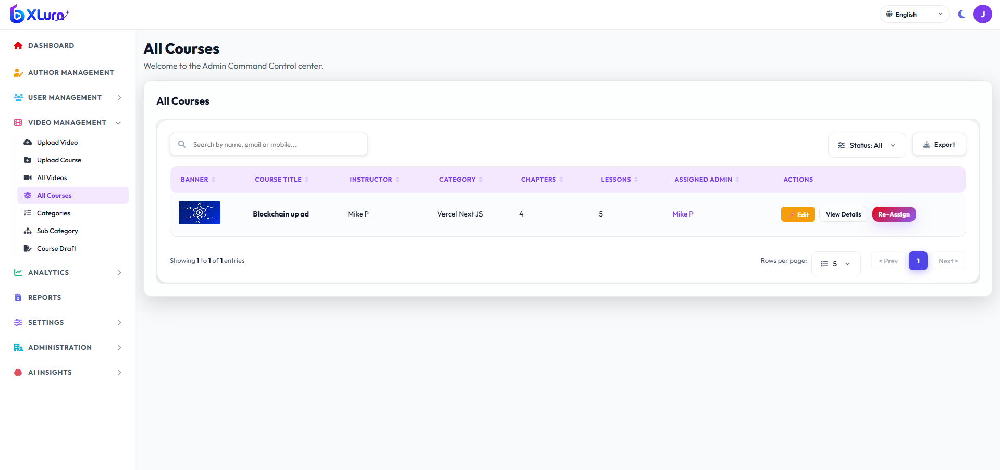 XLurn
English
J
DASHBOARD
AUTHOR MANAGEMENT
USER MANAGEMENT
VIDEO MANAGEMENT
Upload Video
Upload Course
All Videos
All Courses
Categories
Sub Category
Course Draft
ANALYTICS
REPORTS
SETTINGS
ADMINISTRATION
AI INSIGHTS
All Courses
Welcome to the Admin Command Control center.
All Courses
Search by name, email or mobile...
Status: All
Export
BANNER COURSE TITLE INSTRUCTOR CATEGORY CHAPTERS LESSONS ASSIGNED ADMIN ACTIONS
Blockchain up ad Mike P Vercel Next JS 4 5 Mike P Edit View Details Re-Assign
Showing 1 to 1 of 1 entries
Rows per page: 5 < Prev 1 Next >